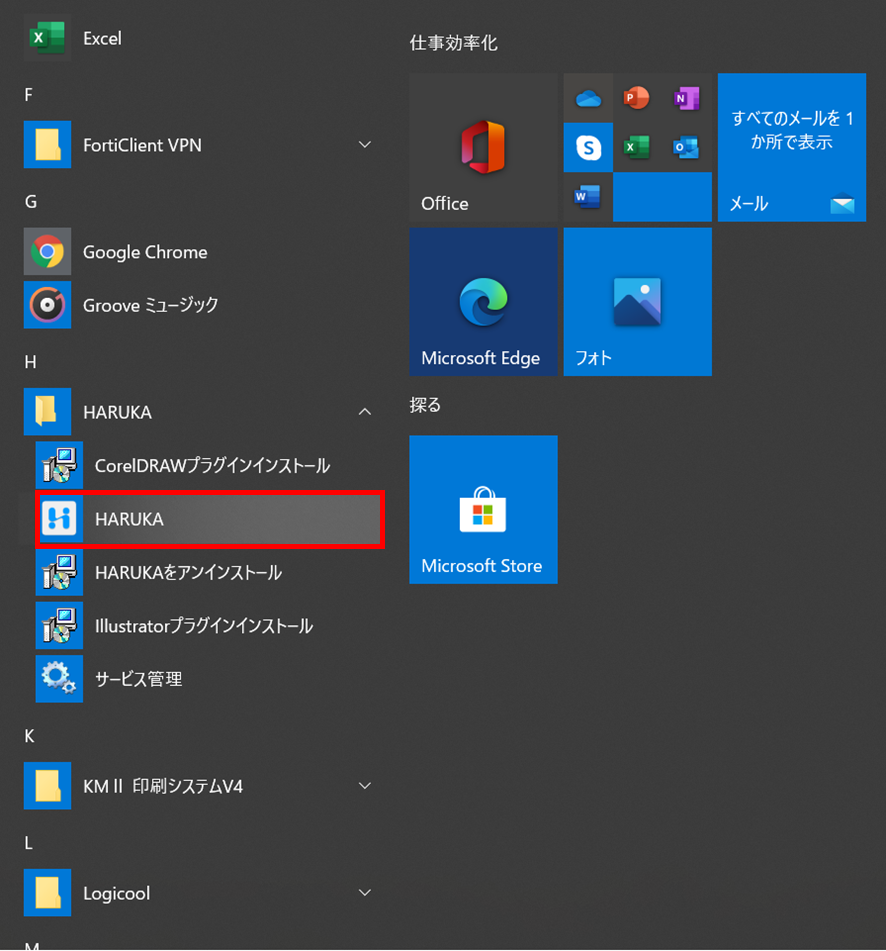 Excel
F
FortiClient VPN
G
Google Chrome
Groove ミュージック
H
HARUKA
CorelDRAWプラグインインストール
HARUKA
HARUKAをアンインストール
Illustratorプラグインインストール
サービス管理
K
KMⅡ 印刷システムV4
L
Logicool
M
仕事効率化
Office
すべてのメールを 1
か所で表示
メール
Microsoft Edge
フォト
探る
Microsoft Store